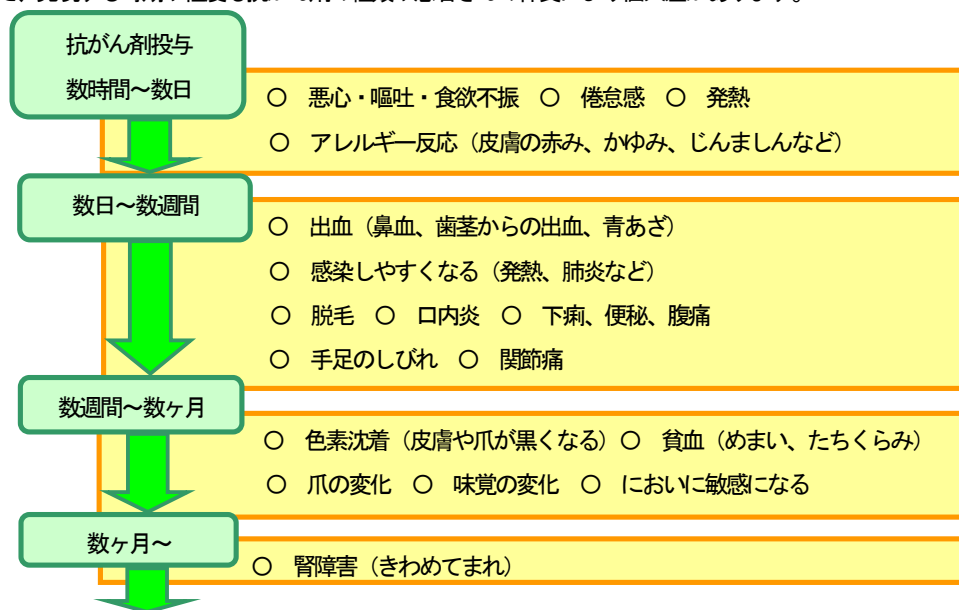 抗がん剤投与
数時間～数日
○ 悪心・嘔吐・食欲不振 ○ 倦怠感 ○ 発熱
○ アレルギー反応（皮膚の赤み、かゆみ、じんましんなど）
数日～数週間
○ 出血（鼻血、歯茎からの出血、青あざ）
○ 感染しやすくなる（発熱、肺炎など）
○ 脱毛 ○ 口内炎 ○ 下痢、便秘、腹痛
○ 手足のしびれ ○ 関節痛
数週間～数ヶ月
○ 色素沈着（皮膚や爪が黒くなる）○ 貧血（めまい、たちくらみ）
○ 爪の変化 ○ 味覚の変化 ○ においに敏感になる
数ヶ月～
○ 腎障害（きわめてまれ）